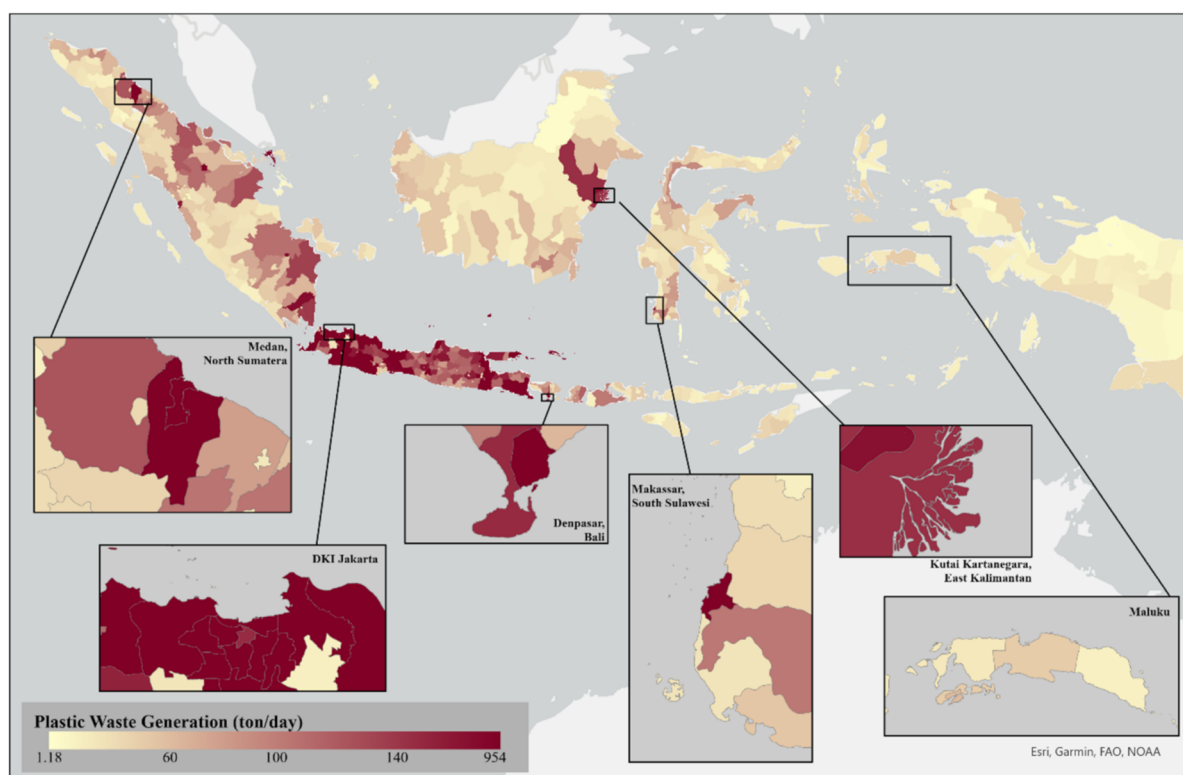 Medan,
North Sumatera
DKI Jakarta
Denpasar,
Bali
Makassar,
South Sulawesi
Kutai Kartanegara,
East Kalimantan
Maluku
Plastic Waste Generation (ton/day)
1.18 60 100 140 954
Esri, Garmin, FAO, NOAA